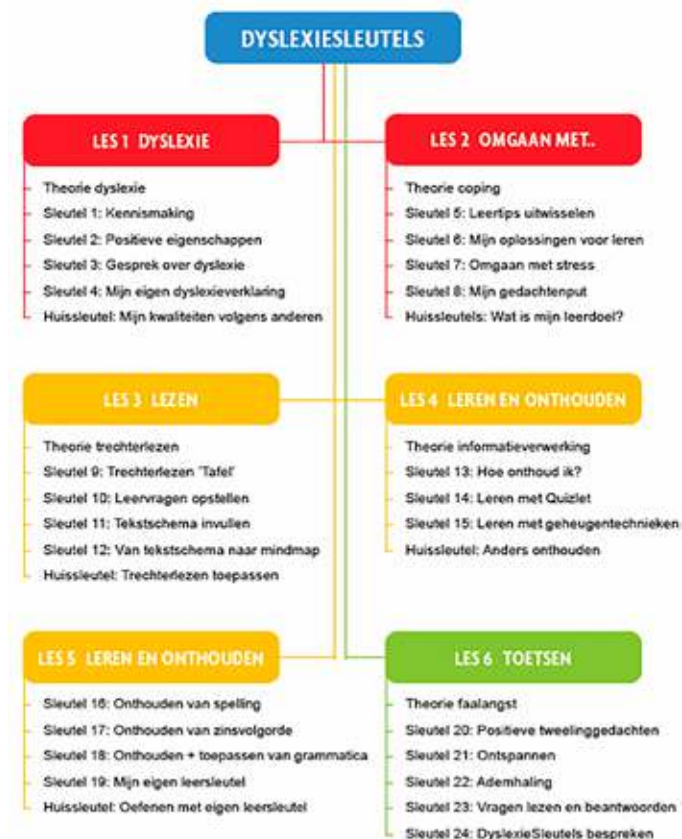 DYSLEXIESLEUTELS
LES 1 DYSLEXIE
Theorie dyslexie
Sleutel 1: Kennismaking
Sleutel 2: Positieve eigenschappen
Sleutel 3: Gesprek over dyslexie
Sleutel 4: Mijn eigen dyslexieverklaring
Huissleutel: Mijn kwaliteiten volgens anderen
LES 2 OMGAAN MET..
Theorie coping
Sleutel 5: Leertips uitwisselen
Sleutel 6: Mijn oplossingen voor leren
Sleutel 7: Omgaan met stress
Sleutel 8: Mijn gedachtenput
Huissleutels: Wat is mijn leerdoel?
LES 3 LEZEN
Theorie trechterlezen
Sleutel 9: Trechterlezen 'Tafel'
Sleutel 10: Leervragen opstellen
Sleutel 11: Tekstschema invullen
Sleutel 12: Van tekstschema naar mindmap
Huissleutel: Trechterlezen toepassen
LES 4 LEREN EN ONTHOUDEN
Theorie informatieverwerking
Sleutel 13: Hoe onthoud ik?
Sleutel 14: Leren met Quizlet
Sleutel 15: Leren met geheugentechnieken
Huissleutel: Anders onthouden
LES 5 LEREN EN ONTHOUDEN
Sleutel 16: Onthouden van spelling
Sleutel 17: Onthouden van zinsvolgorde
Sleutel 18: Onthouden + toepassen van grammatica
Sleutel 19: Mijn eigen leersleutel
Huissleutel: Oefenen met eigen leersleutel
LES 6 TOETSEN
Theorie faalangst
Sleutel 20: Positieve tweelinggedachten
Sleutel 21: Ontspannen
Sleutel 22: Ademhaling
Sleutel 23: Vragen lezen en beantwoorden
Sleutel 24: DyslexieSleutels bespreken